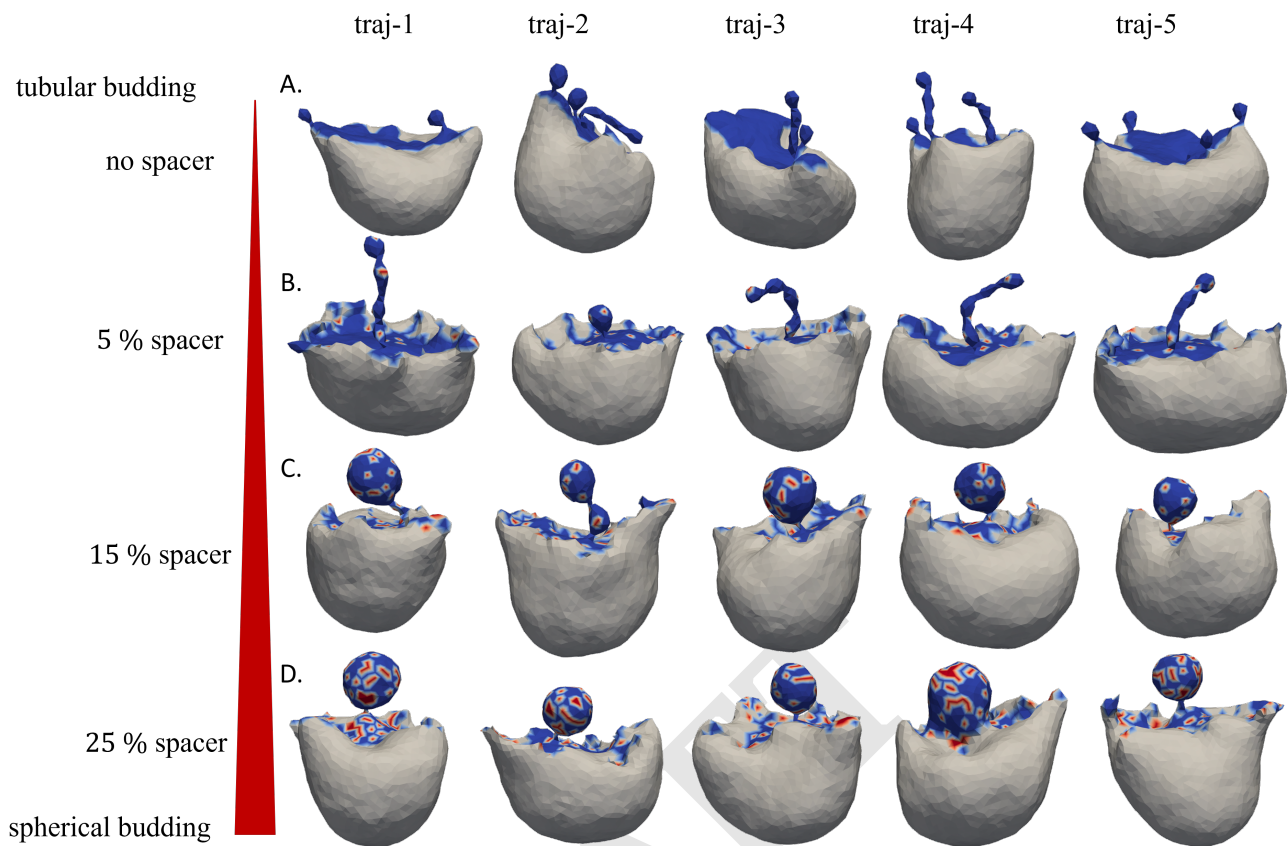 traj-1 traj-2 traj-3 traj-4 traj-5
tubular budding
A.
no spacer
B.
5 % spacer
C.
15 % spacer
D.
25 % spacer
spherical budding